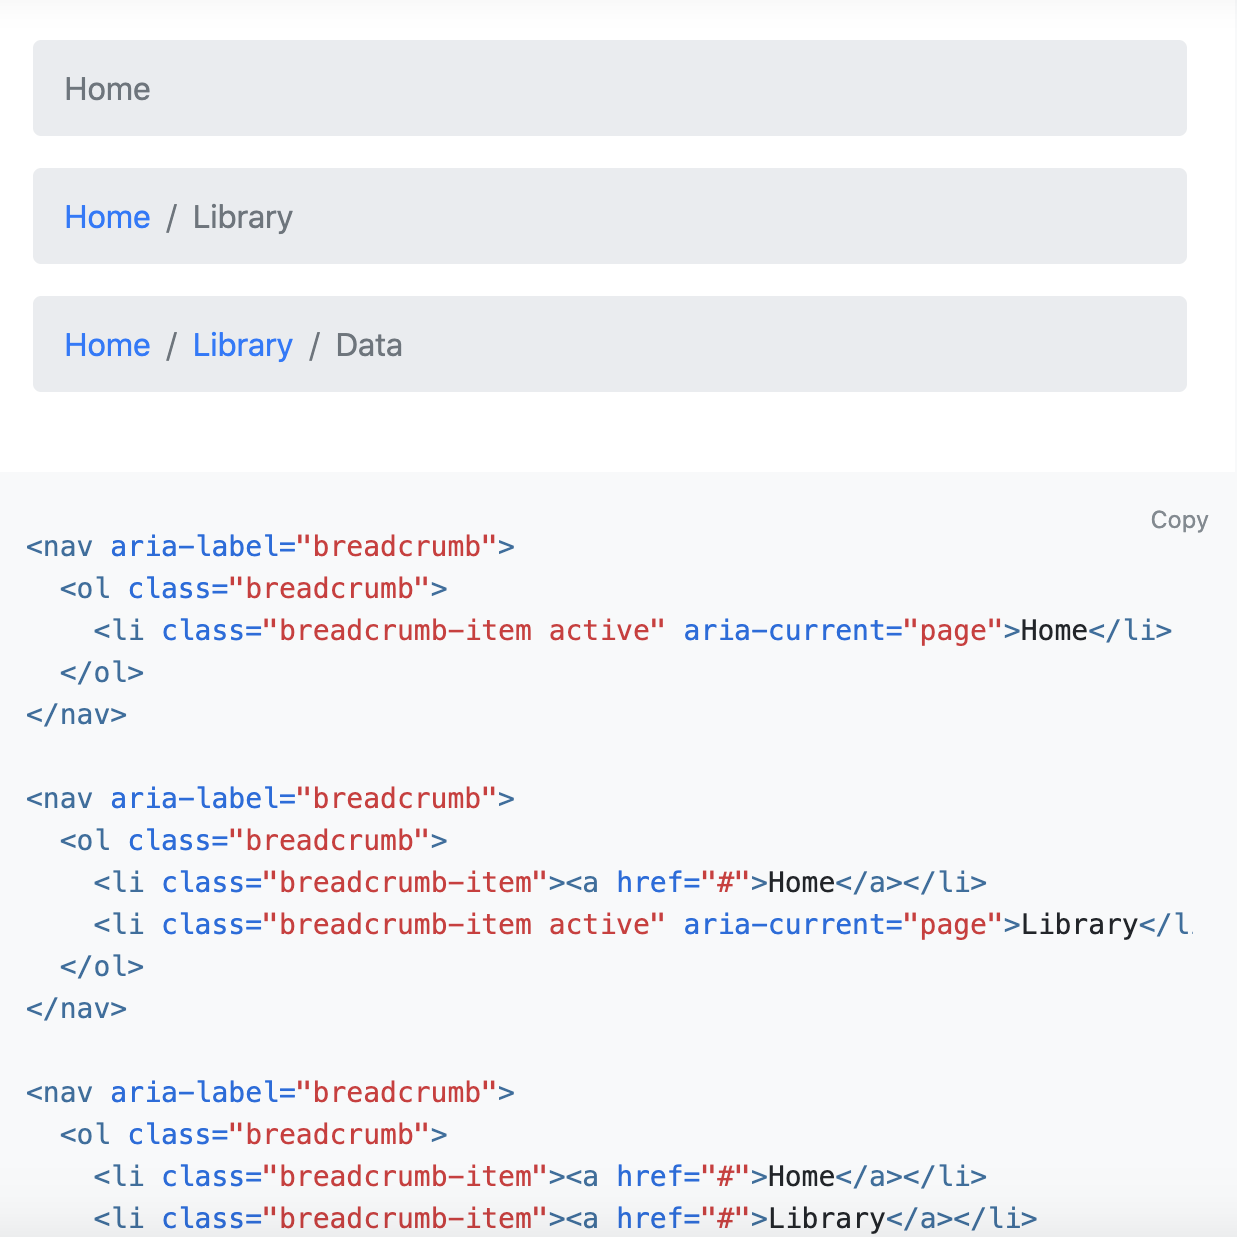 Home
Home / Library
Home / Library / Data
Copy
<nav aria-label="breadcrumb">
  <ol class="breadcrumb">
    <li class="breadcrumb-item active" aria-current="page">Home</li>
  </ol>
</nav>

<nav aria-label="breadcrumb">
  <ol class="breadcrumb">
    <li class="breadcrumb-item"><a href="#">Home</a></li>
    <li class="breadcrumb-item active" aria-current="page">Library</l
  </ol>
</nav>

<nav aria-label="breadcrumb">
  <ol class="breadcrumb">
    <li class="breadcrumb-item"><a href="#">Home</a></li>
    <li class="breadcrumb-item"><a href="#">Library</a></li>